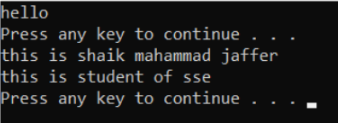 hello
Press any key to continue . . .
this is shaik mahammad jaffer
this is student of sse
Press any key to continue . . .